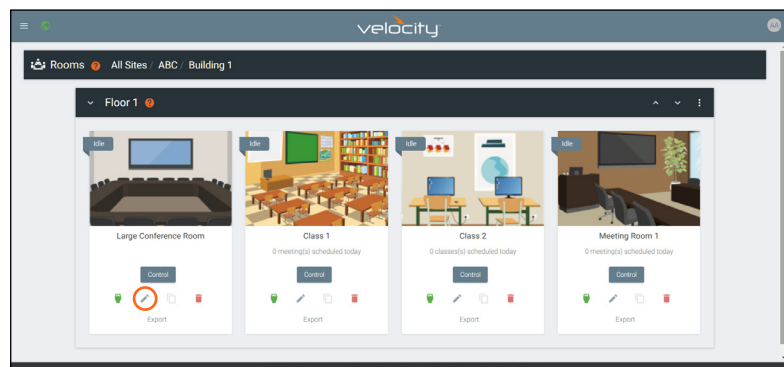 velocity
AA
Rooms ? All Sites / ABC / Building 1
Floor 1 ?
Idle Idle Idle Idle
Large Conference Room Class 1 Class 2 Meeting Room 1
0 meeting(s) scheduled today 0 classes(s) scheduled today 0 meeting(s) scheduled today
Control Control Control Control
Export Export Export Export